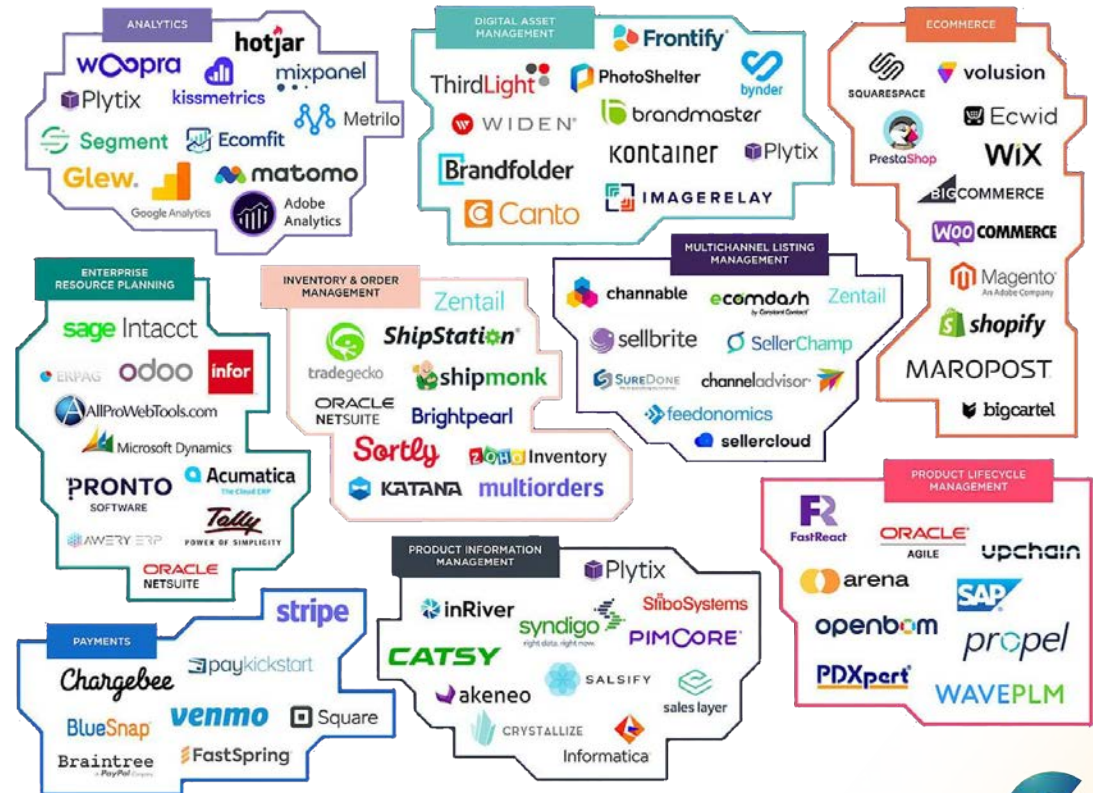 ANALYTICS
hotjar
woopra
mixpanel
Plytix
kissmetrics
Metrilo
Segment
Ecomfit
Glew.
Google Analytics
matomo
Adobe
Analytics
DIGITAL ASSET
MANAGEMENT
Frontify
ThirdLight
PhotoShelter
bynder
WIDEN
brandmaster
Brandfolder
Kontainer
Plytix
Canto
IMAGERELAY
ECOMMERCE
SQUARESPACE
volusion
Ecwid
PrestaShop
WiX
BIGCOMMERCE
WOO COMMERCE
Magento
An Adobe Company
shopify
MAROPOST
bigcartel
ENTERPRISE
RESOURCE PLANNING
sage Intacct
ERPAG
odoo
infor
AllProWebTools.com
Microsoft Dynamics
PRONTO
SOFTWARE
Acumatica
The Cloud ERP
AWERY ERP
Tally
POWER OF SIMPLICITY
ORACLE
NETSUITE
INVENTORY & ORDER
MANAGEMENT
Zentail
tradegecko
ShipStation
shipmonk
ORACLE
NETSUITE
Brightpearl
Sortly
ZOHO Inventory
KATANA
multiorders
MULTICHANNEL LISTING
MANAGEMENT
channable
ecomdash
by Constant Contact
Zentail
sellbrite
SellerChamp
SUREDONE
channeladvisor
feedonomics
sellercloud
PRODUCT LIFECYCLE
MANAGEMENT
FR
FastReact
ORACLE
AGILE
upchain
arena
SAP
openbom
propel
PDXpert
WAVEPLM
PAYMENTS
stripe
Chargebee
paykickstart
BlueSnap
venmo
Square
Braintree
A PayPal Company
FastSpring
PRODUCT INFORMATION
MANAGEMENT
Plytix
inRiver
syndigo
right data. right now.
StiboSystems
PIMCORE
CATSY
akeneo
SALSIFY
sales layer
CRYSTALLIZE
Informatica